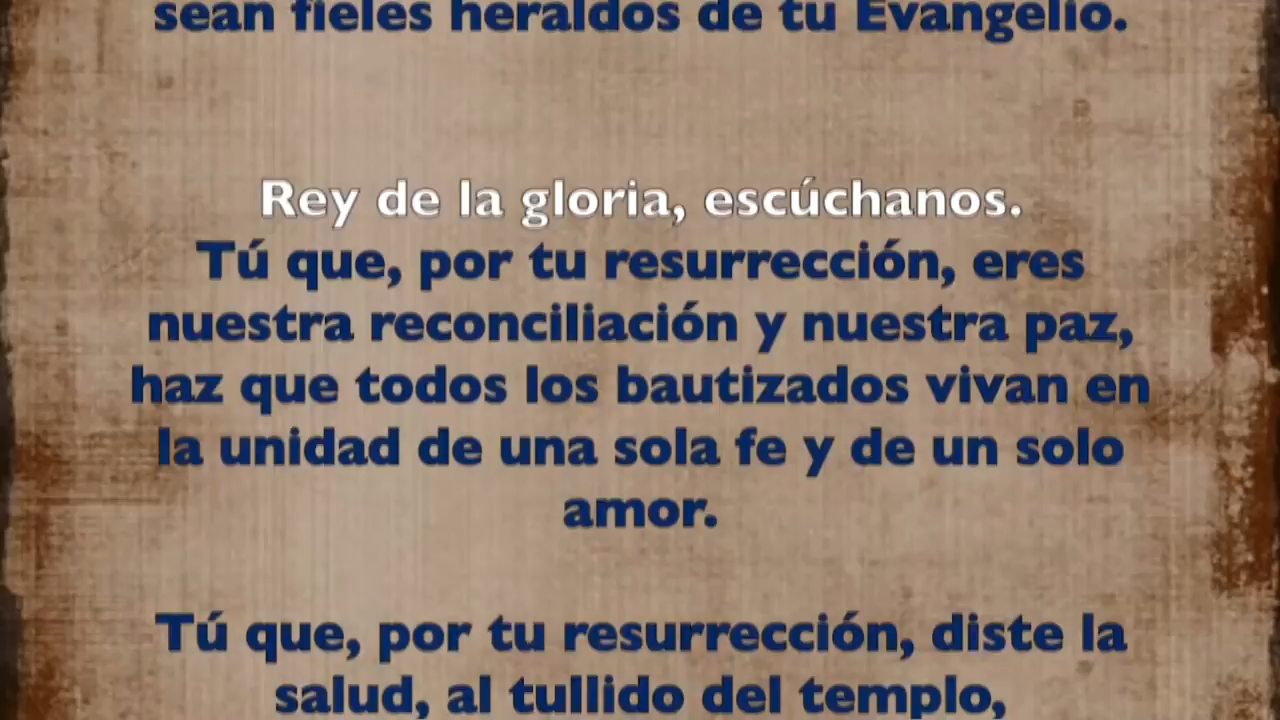 sean fieles heraldos de tu Evangelio.
Rey de la gloria, escúchanos.
Tú que, por tu resurrección, eres
nuestra reconciliación y nuestra paz,
haz que todos los bautizados vivan en
la unidad de una sola fe y de un solo
amor.
Tú que, por tu resurrección, diste la
salud, al tullido del templo,